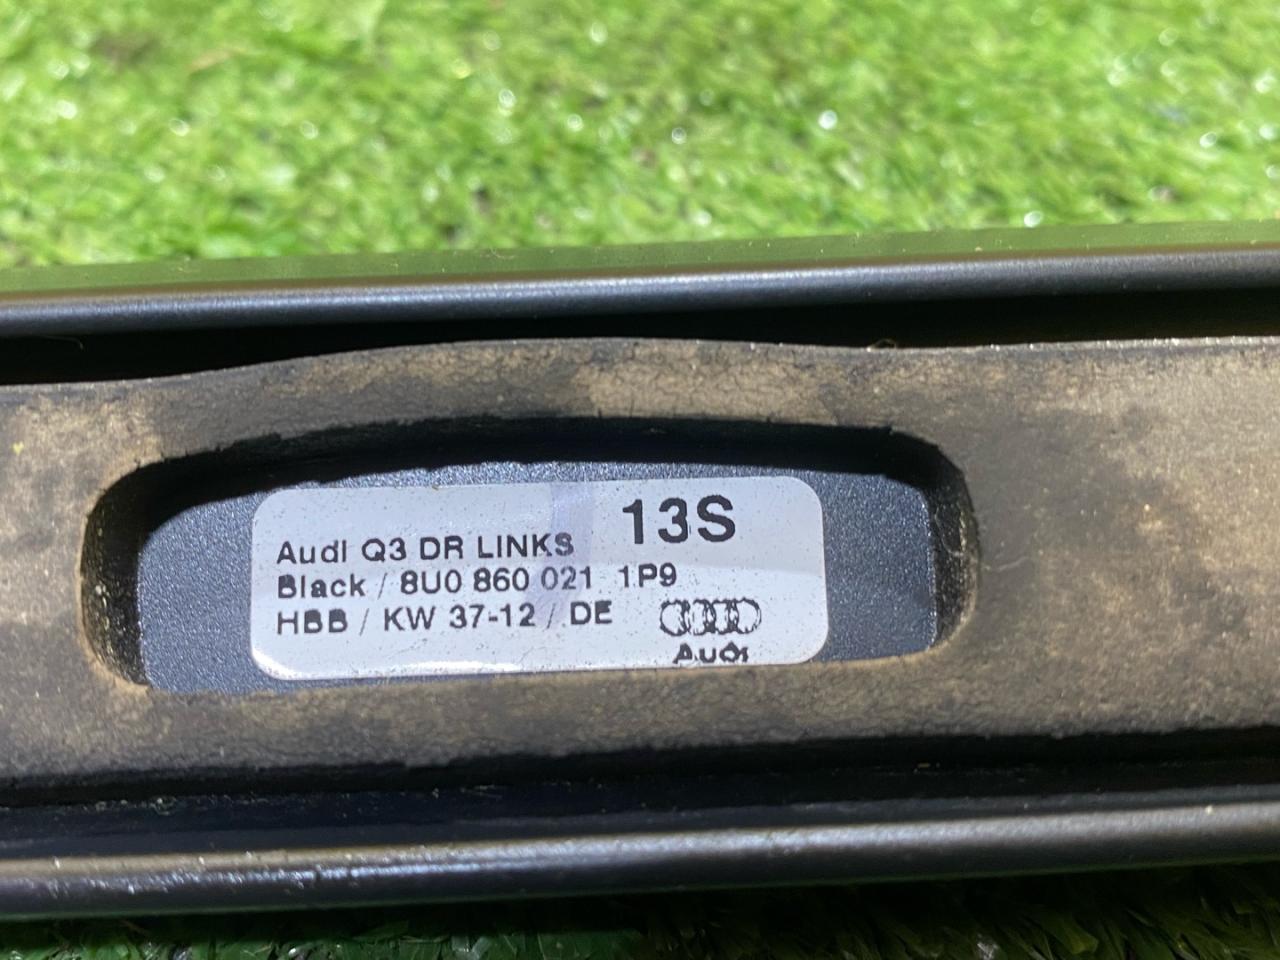 13S
Audi Q3 DR LINKS
Black / 8U0 860 021 1P9
HBB / KW 37-12 / DE
Audi